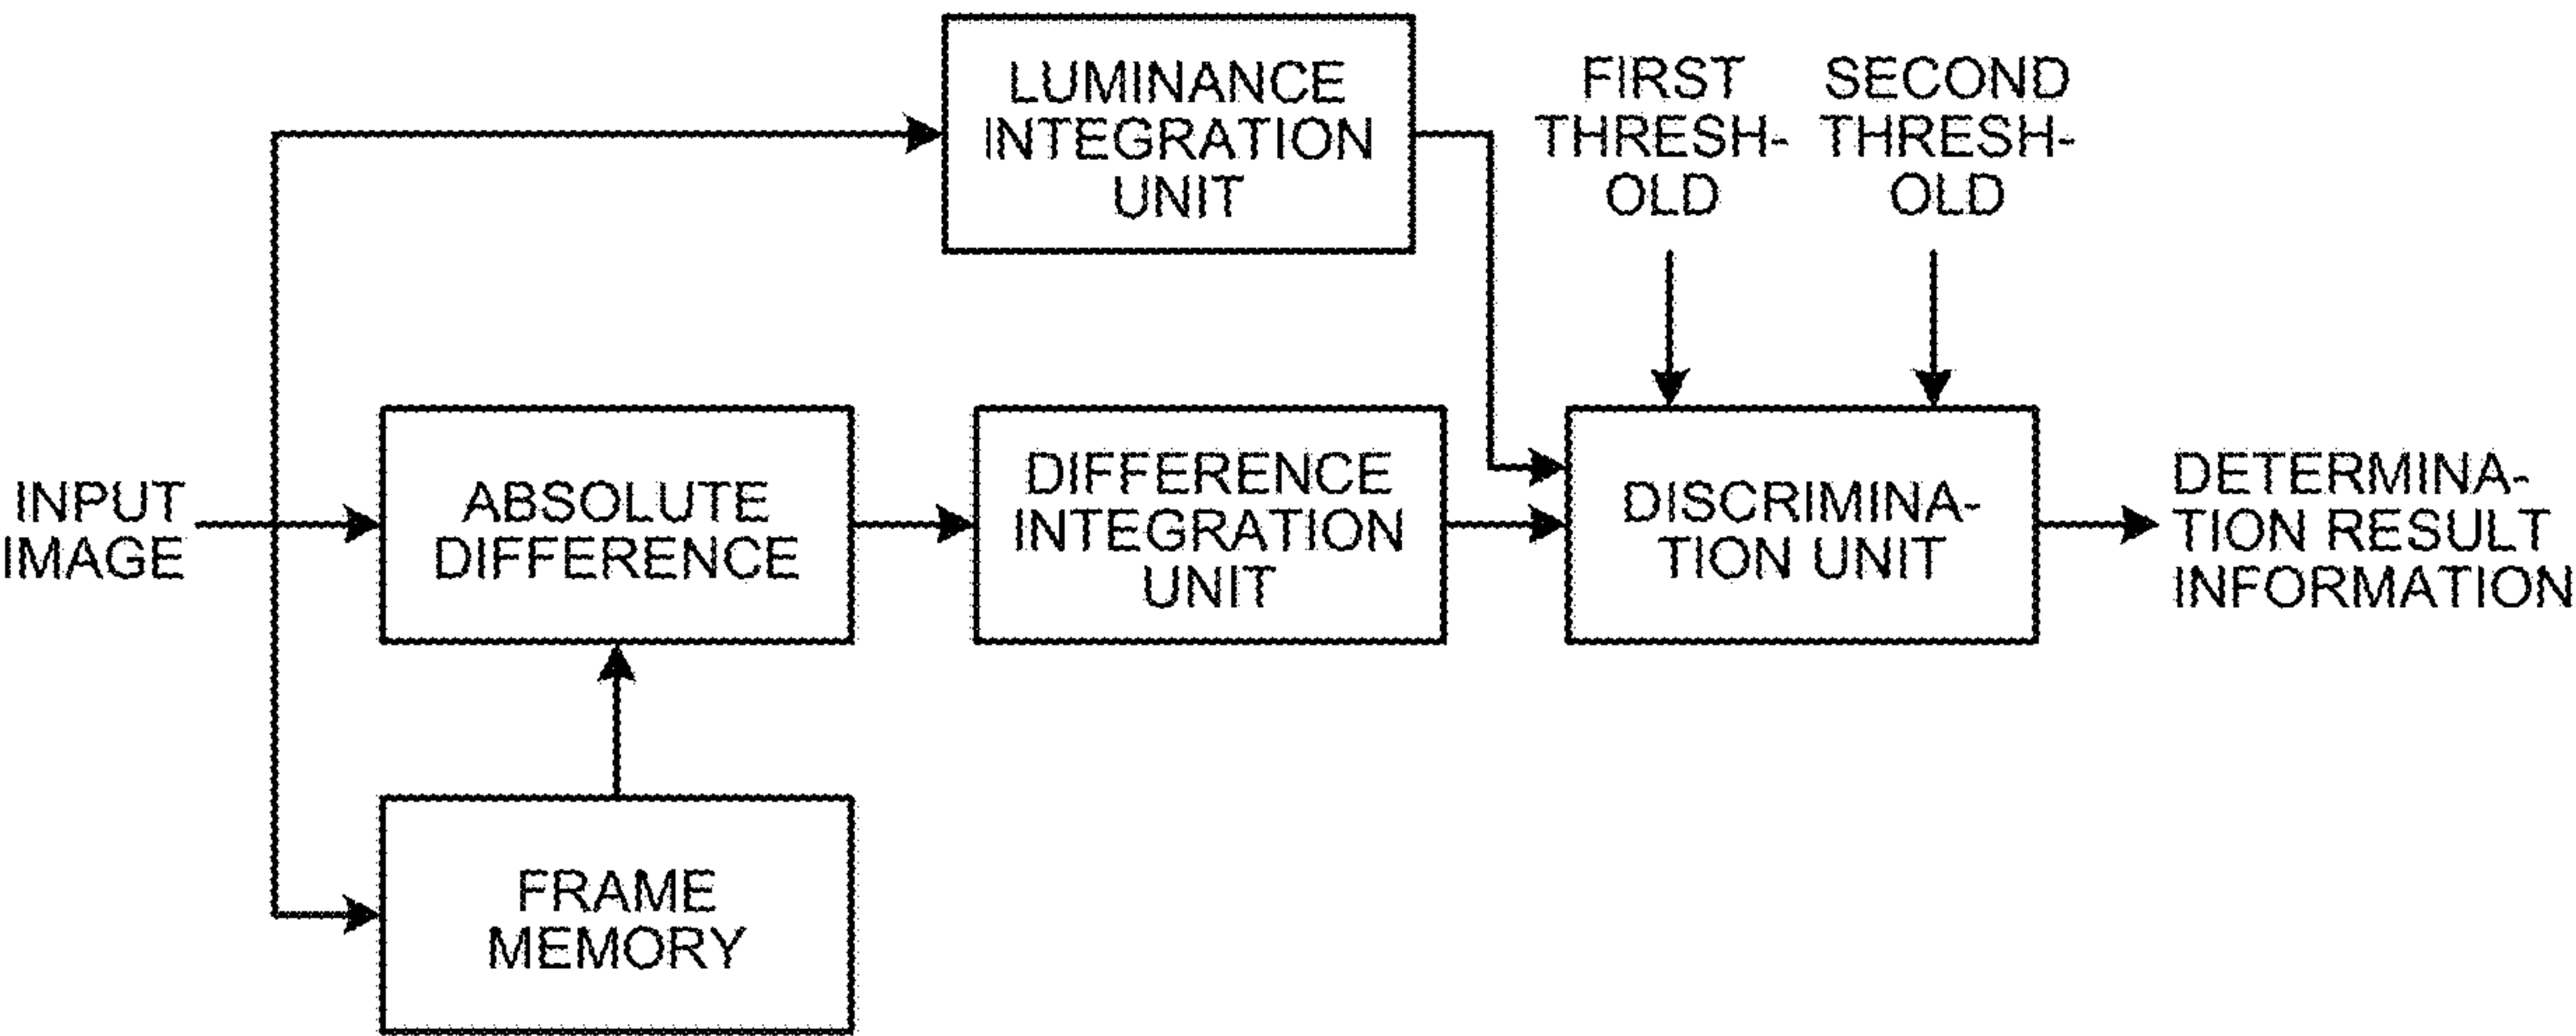 LUMINANCE
INTEGRATION
UNIT
FIRST
THRESH-
OLD
SECOND
THRESH-
OLD
INPUT
IMAGE
ABSOLUTE
DIFFERENCE
DIFFERENCE
INTEGRATION
UNIT
DISCRIMINA-
TION UNIT
DETERMINA-
TION RESULT
INFORMATION
FRAME
MEMORY